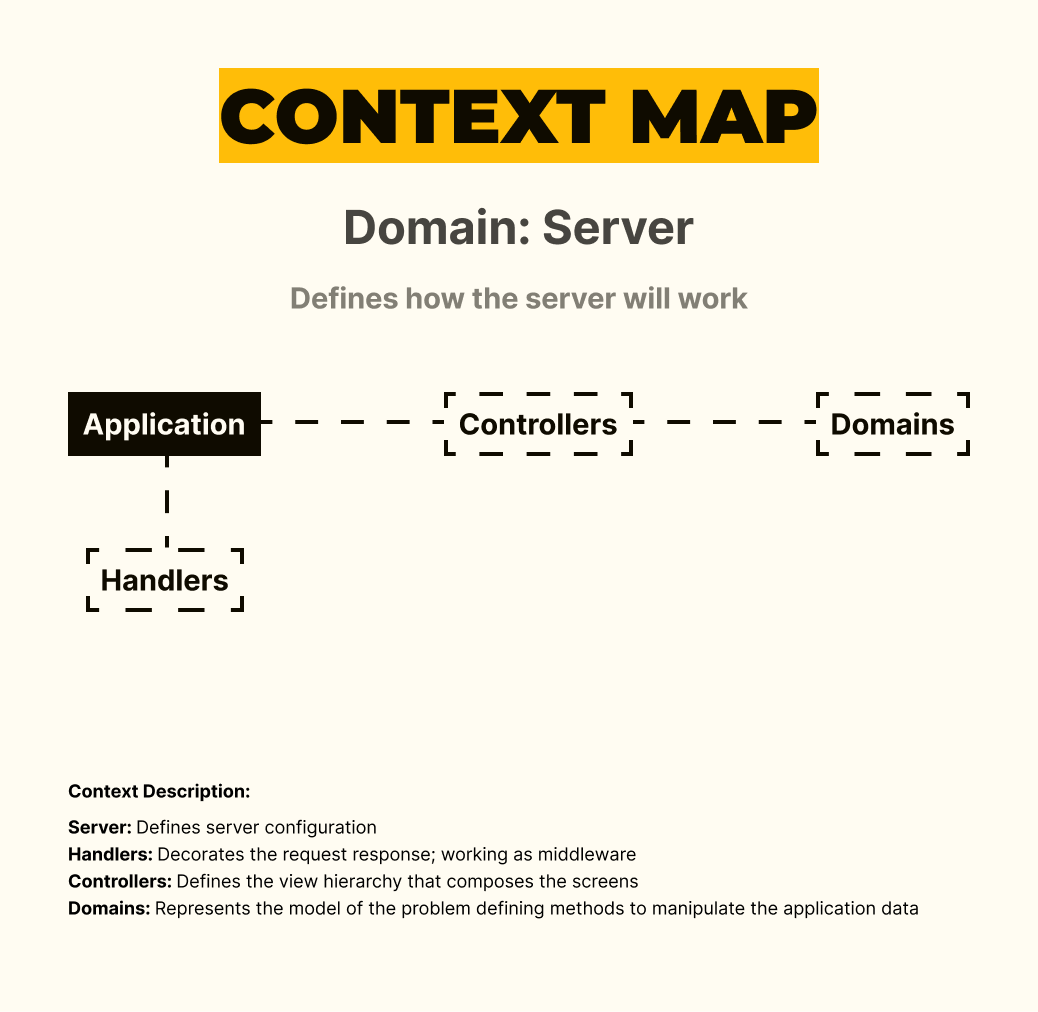 CONTEXT MAP
Domain: Server
Defines how the server will work
Application
Controllers
Domains
Handlers
Context Description:
Server: Defines server configuration
Handlers: Decorates the request response; working as middleware
Controllers: Defines the view hierarchy that composes the screens
Domains: Represents the model of the problem defining methods to manipulate the application data